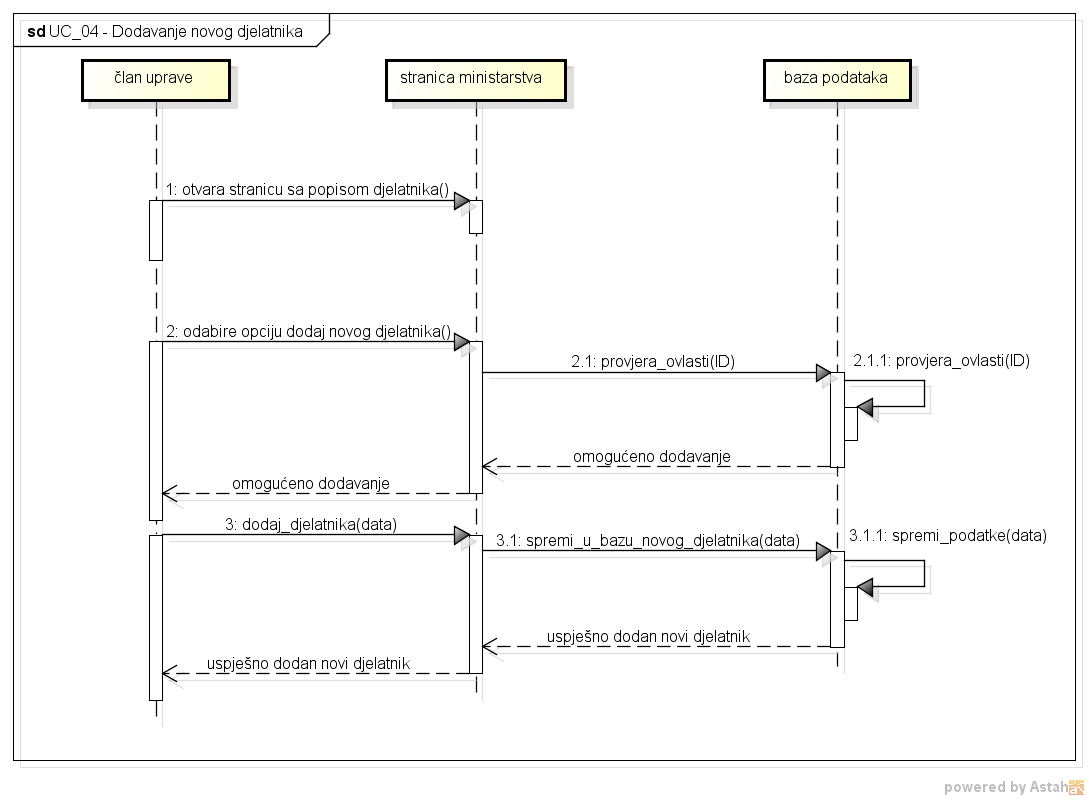 sd UC_04 - Dodavanje novog djelatnika
član uprave
stranica ministarstva
baza podataka
1: otvara stranicu sa popisom djelatnika()
2: odabire opciju dodaj novog djelatnika()
2.1: provjera_ovlasti(ID)
2.1.1: provjera_ovlasti(ID)
omogućeno dodavanje
omogućeno dodavanje
3: dodaj_djelatnika(data)
3.1: spremi_u_bazu_novog_djelatnika(data)
3.1.1: spremi_podatke(data)
uspješno dodan novi djelatnik
uspješno dodan novi djelatnik
powered by Astah